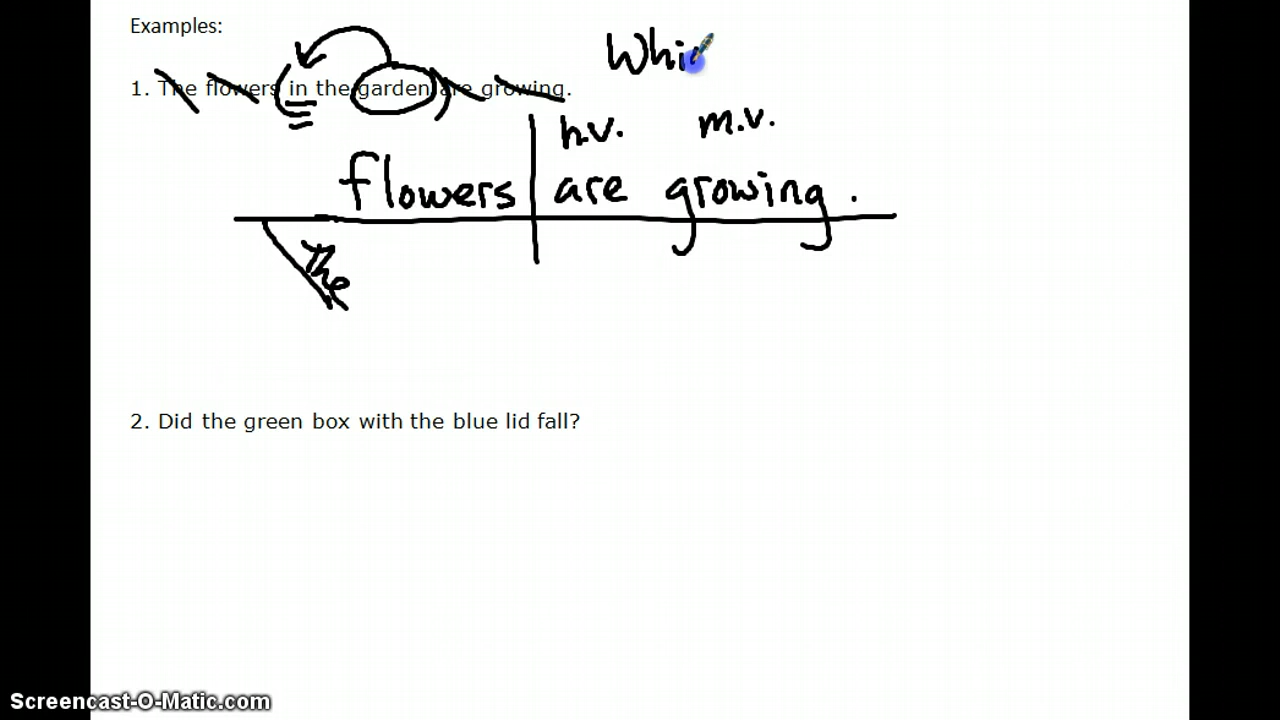 Examples:
Whi
1. The flowers in the garden are growing.
h.v. m.v.
flowers are growing.
The
2. Did the green box with the blue lid fall?
Screencast-O-Matic.com